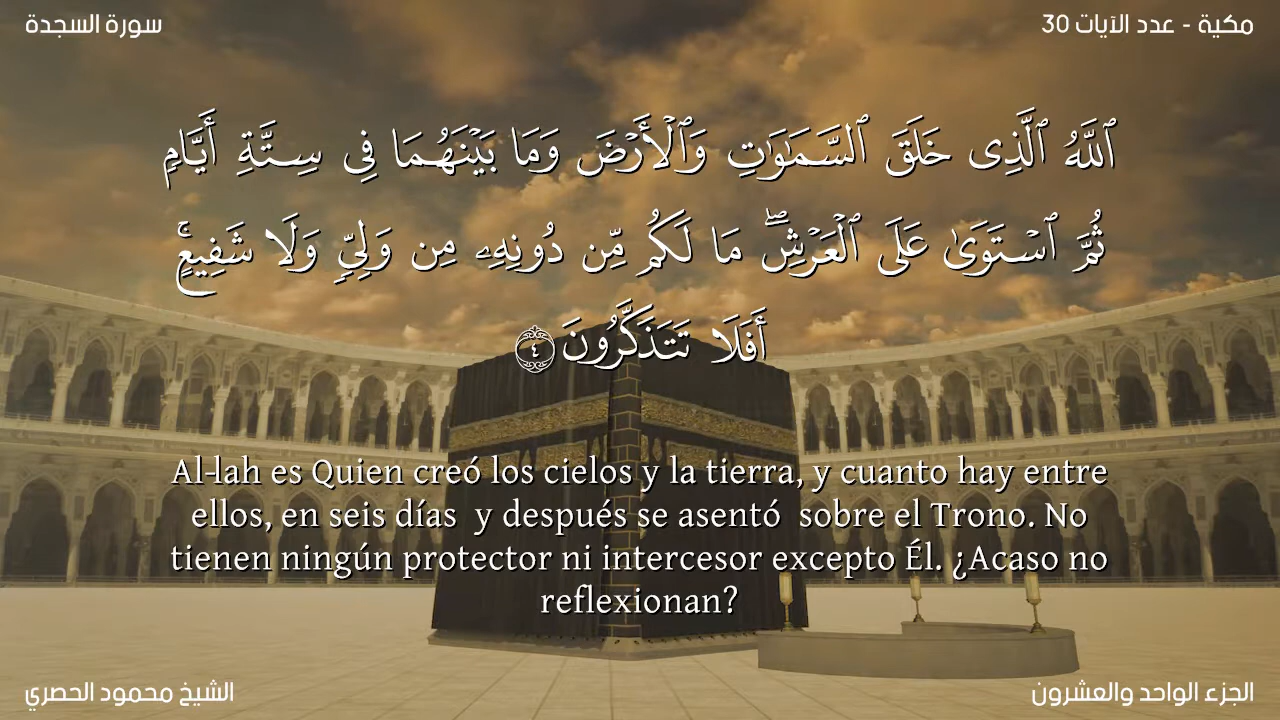 سورة السجدة
مكية - عدد الآيات 30
ٱللَّهُ ٱلَّذِى خَلَقَ ٱلسَّمَـٰوَٰتِ وَٱلْأَرْضَ وَمَا بَيْنَهُمَا فِى سِتَّةِ أَيَّامٍ
ثُمَّ ٱسْتَوَىٰ عَلَى ٱلْعَرْشِ ۖ مَا لَكُم مِّن دُونِهِۦ مِن وَلِىٍّ وَلَا شَفِيعٍ ۚ
أَفَلَا تَتَذَكَّرُونَ ٤
Al-lah es Quien creó los cielos y la tierra, y cuanto hay entre
ellos, en seis días  y después se asentó  sobre el Trono. No
tienen ningún protector ni intercesor excepto Él. ¿Acaso no
reflexionan?
الشيخ محمود الحصري
الجزء الواحد والعشرون